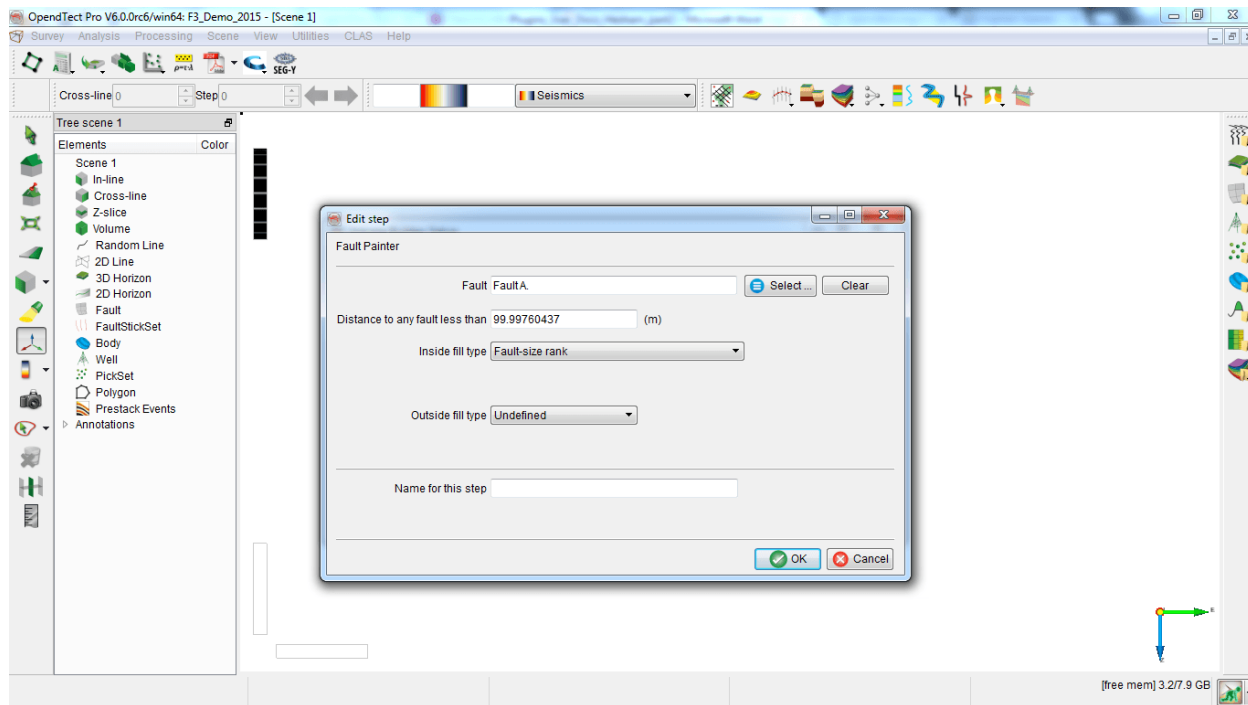 OpendTect Pro V6.0.0rc6/win64: F3_Demo_2015 - [Scene 1]
Survey Analysis Processing Scene View Utilities CLAS Help
SEG-Y
Cross-line 0 Step 0 Seismics
Tree scene 1
Elements Color
Scene 1
In-line
Cross-line
Z-slice
Volume
Random Line
2D Line
3D Horizon
2D Horizon
Fault
FaultStickSet
Body
Well
PickSet
Polygon
Prestack Events
Annotations
Edit step
Fault Painter
Fault Fault A. Select ... Clear
Distance to any fault less than 99.99760437 (m)
Inside fill type Fault-size rank
Outside fill type Undefined
Name for this step
OK Cancel
[free mem] 3.2/7.9 GB